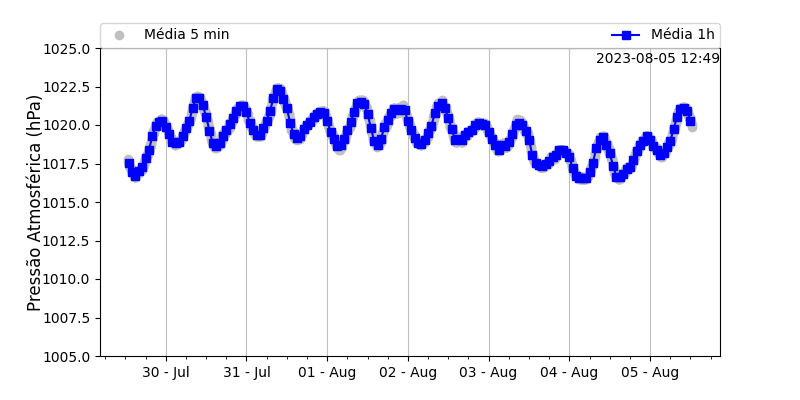 Média 5 min
Média 1h
2023-08-05 12:49
Pressão Atmosférica (hPa)
1025.0
1022.5
1020.0
1017.5
1015.0
1012.5
1010.0
1007.5
1005.0
30 - Jul
31 - Jul
01 - Aug
02 - Aug
03 - Aug
04 - Aug
05 - Aug